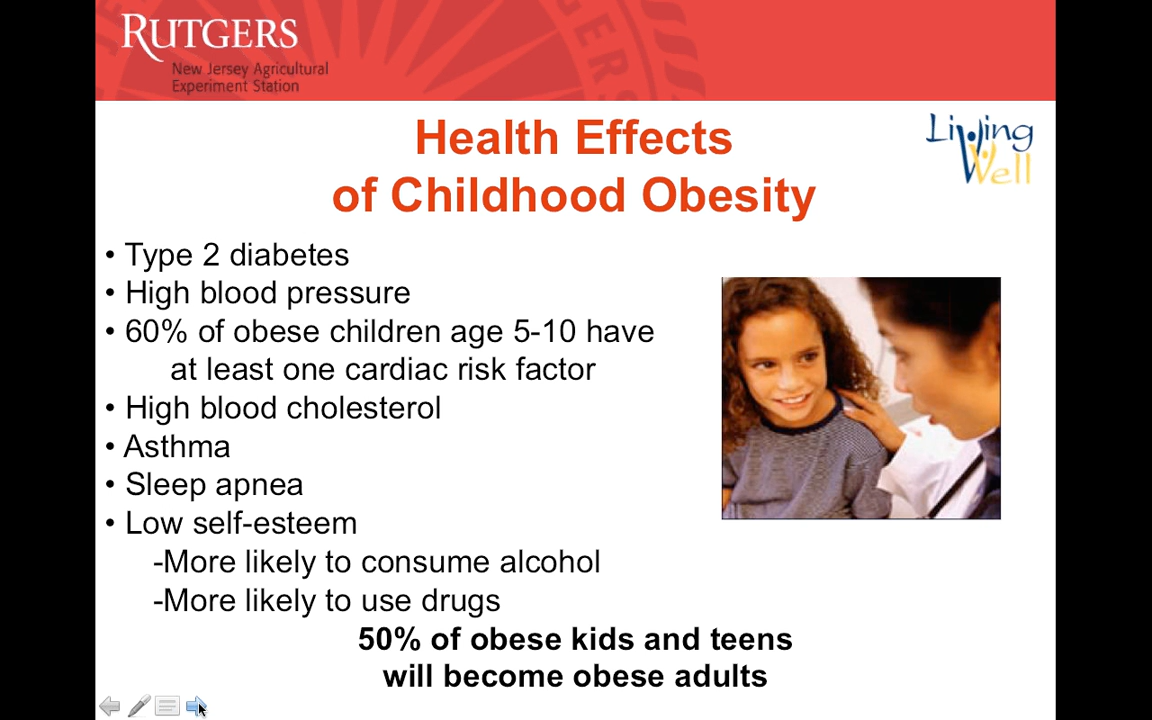 RUTGERS
New Jersey Agricultural
Experiment Station
RUTGERS
Living
Well
Health Effects
of Childhood Obesity
• Type 2 diabetes
• High blood pressure
• 60% of obese children age 5-10 have
at least one cardiac risk factor
• High blood cholesterol
• Asthma
• Sleep apnea
• Low self-esteem
-More likely to consume alcohol
-More likely to use drugs
50% of obese kids and teens
will become obese adults